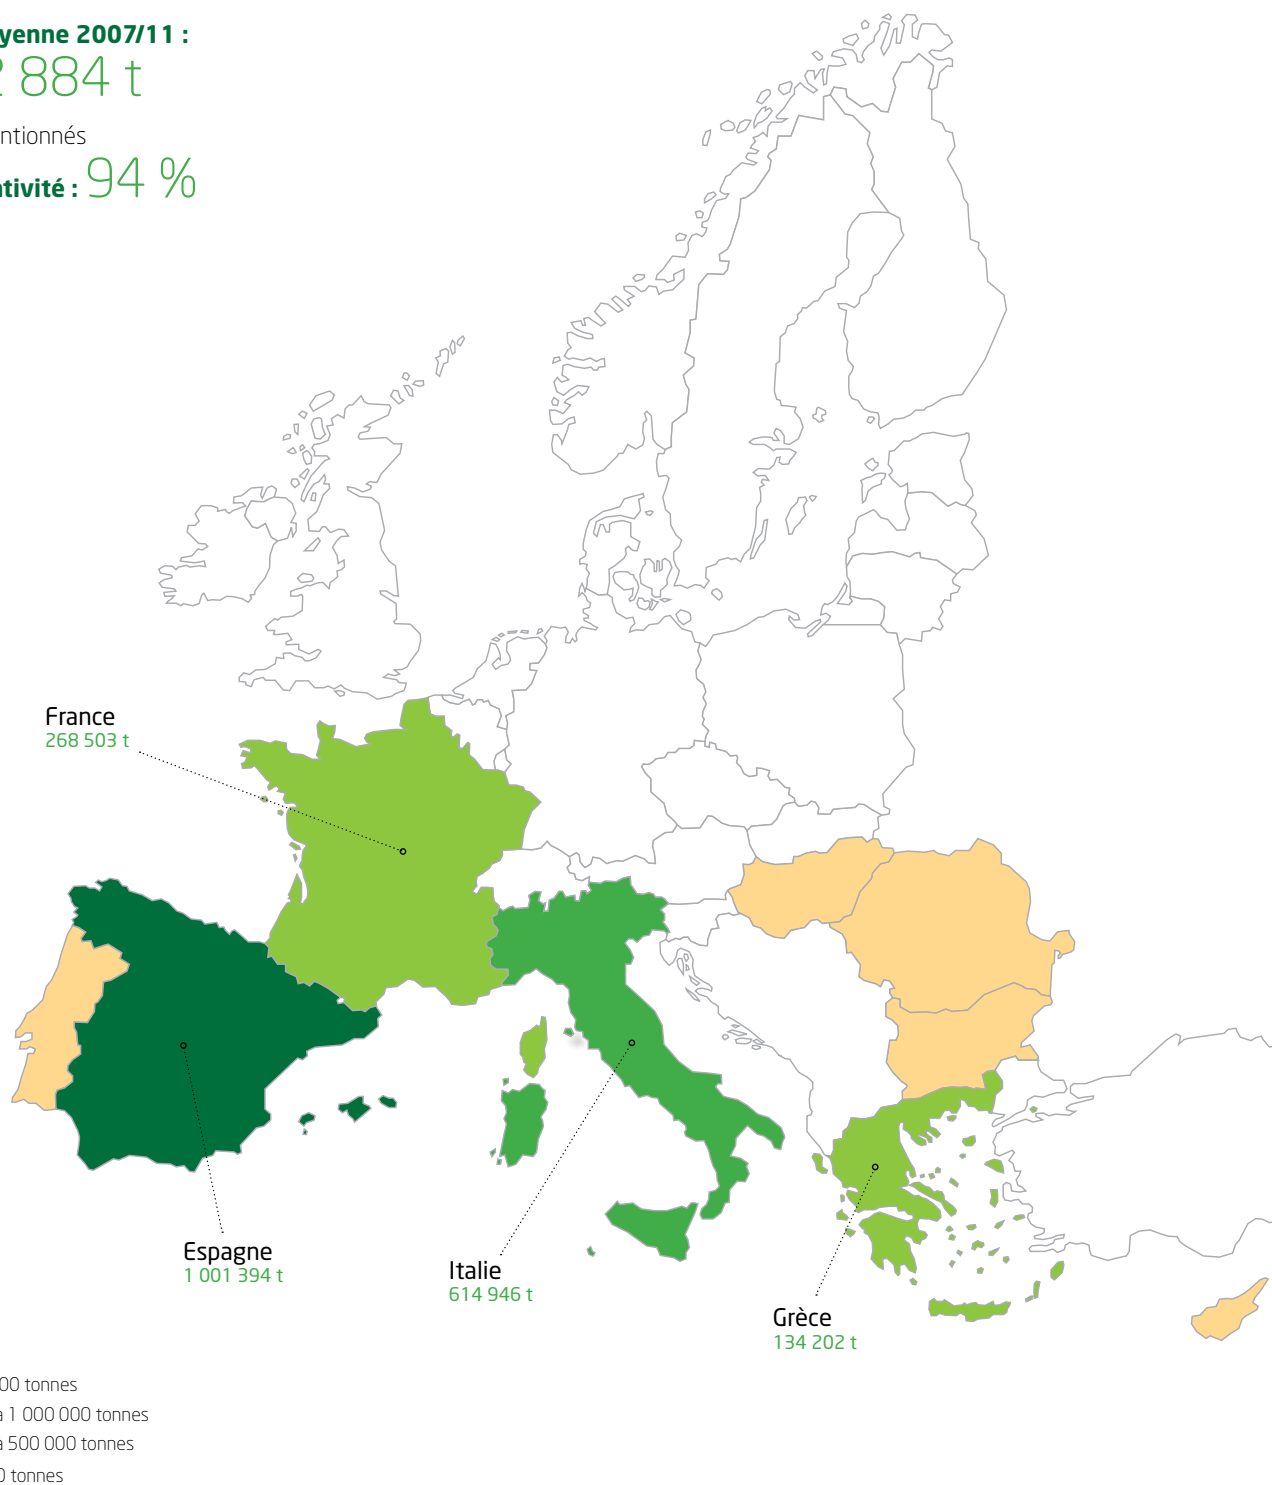 yenne 2007/11 :
2 884 t
ntionnés
ativité : 94 %
France
268 503 t
Espagne
1 001 394 t
Italie
614 946 t
Grèce
134 202 t
00 tonnes
à 1 000 000 tonnes
à 500 000 tonnes
0 tonnes